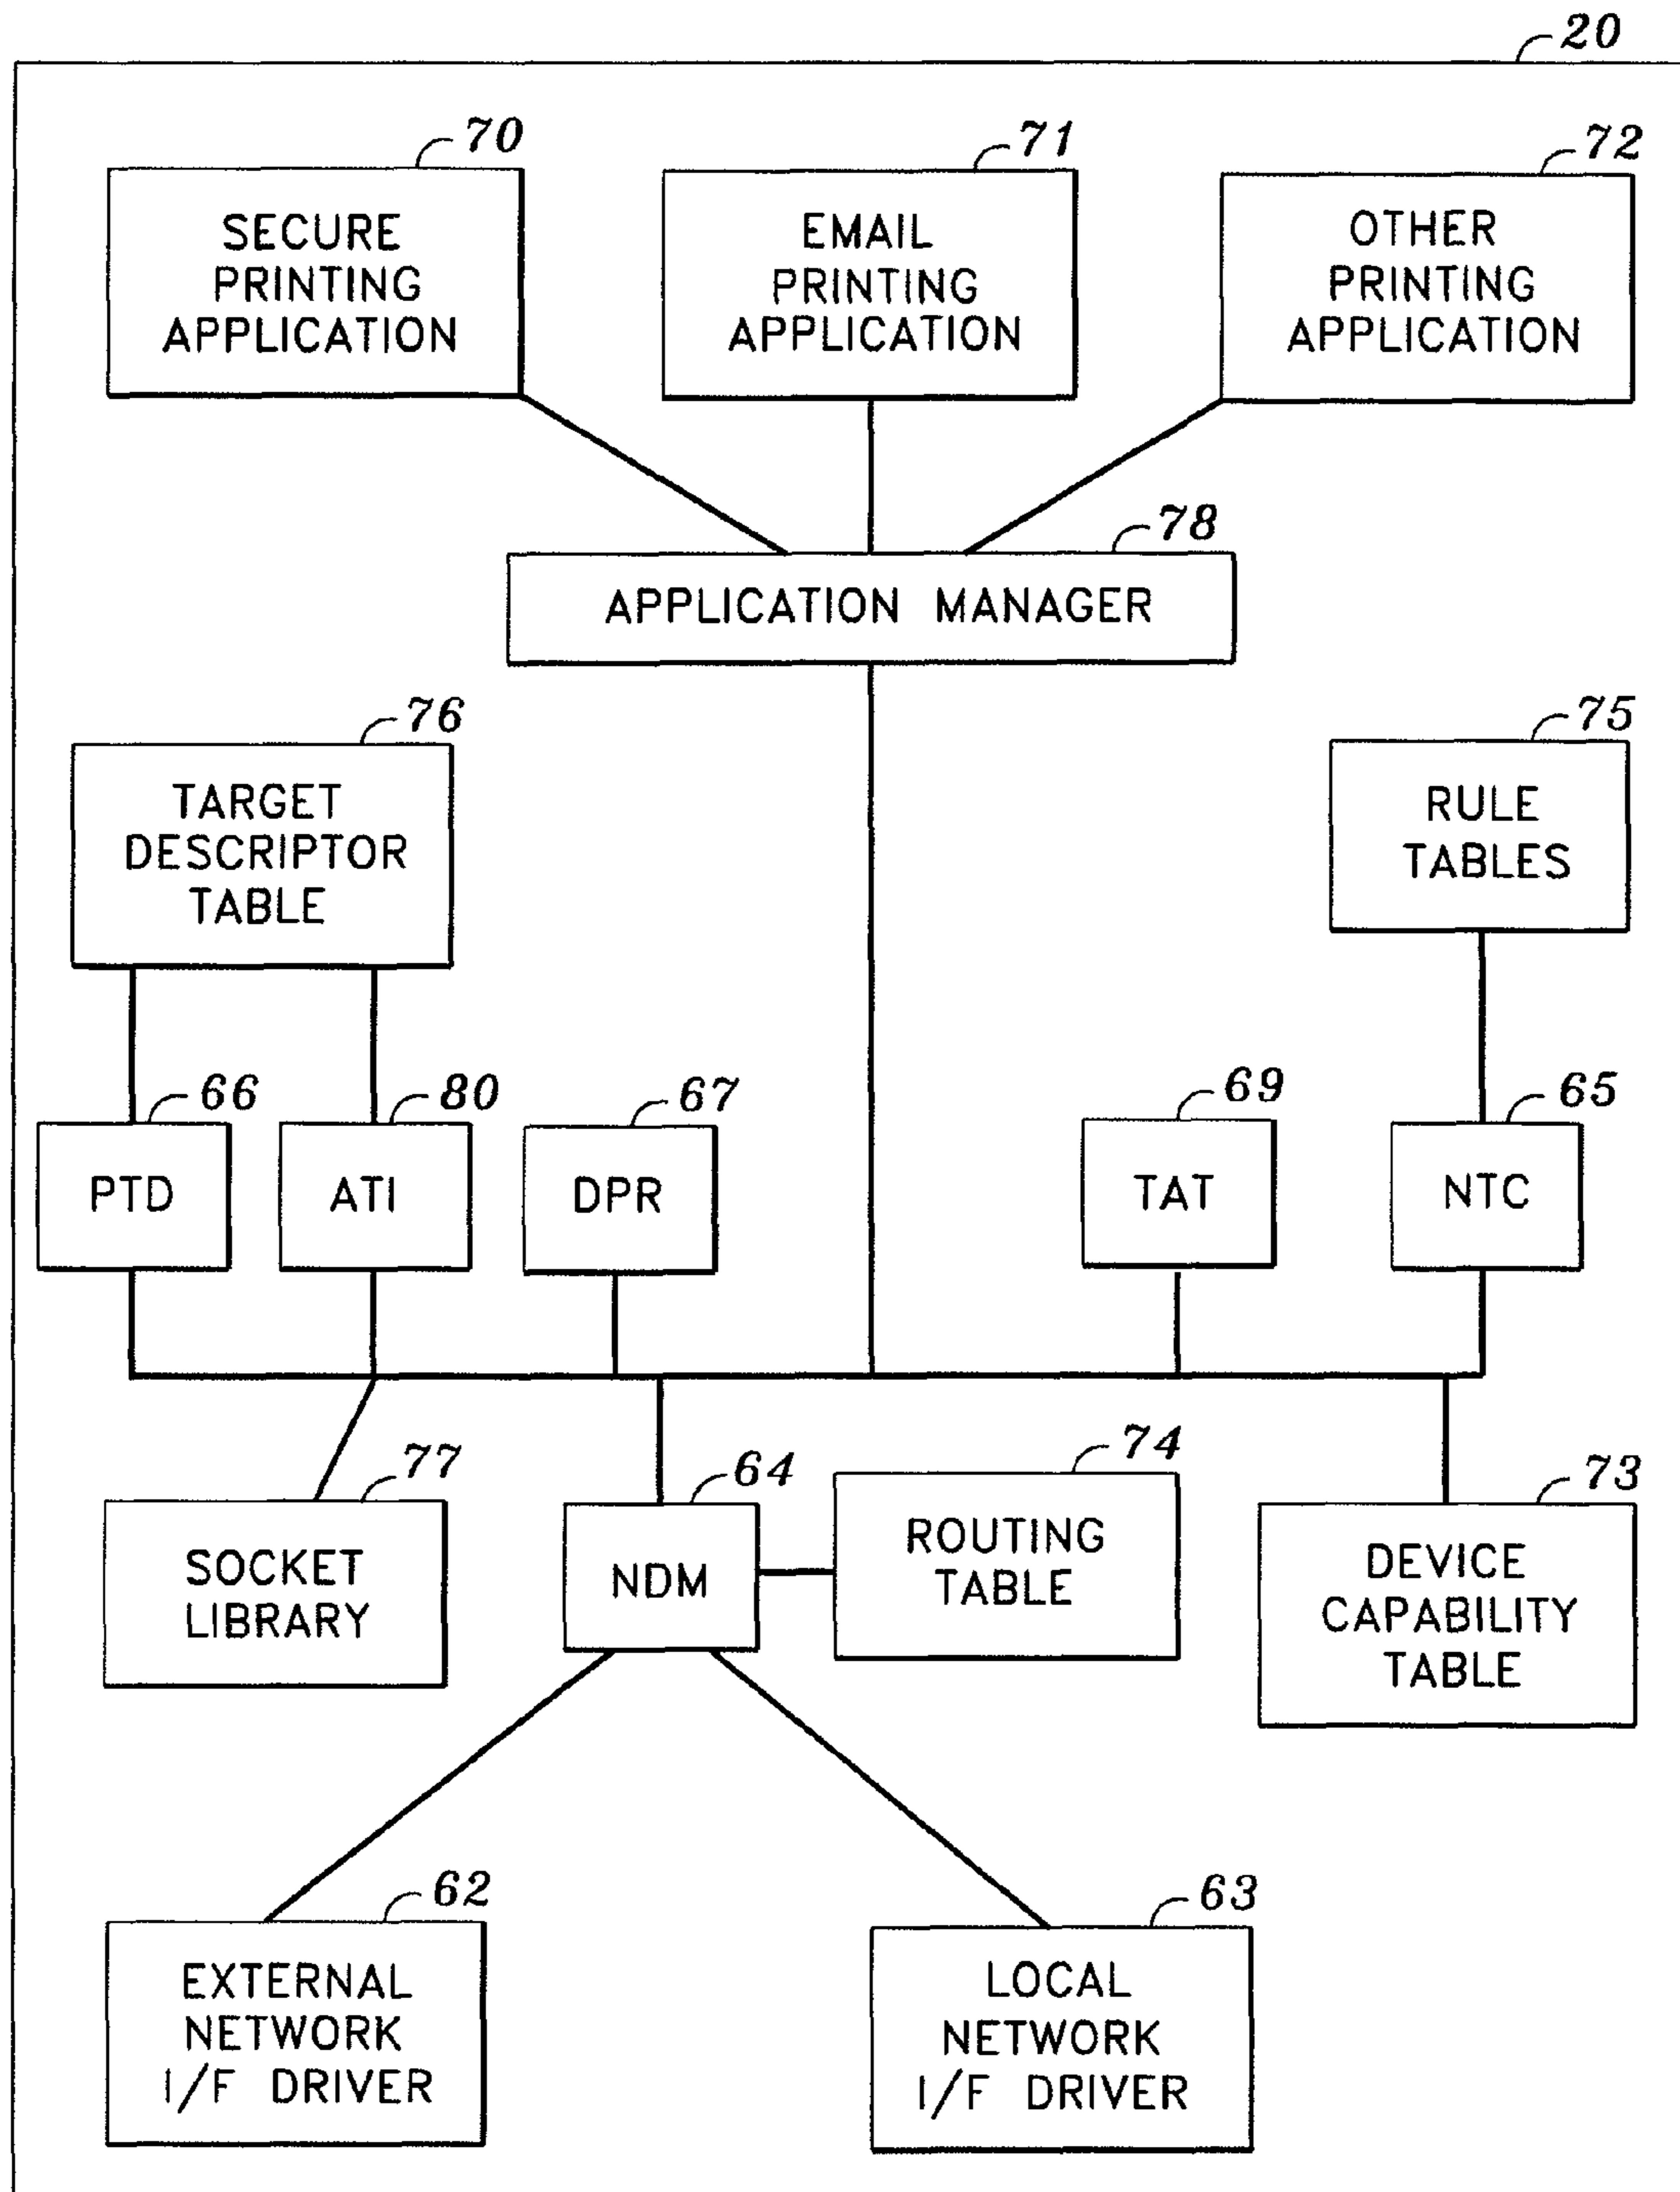 20
70
71
72
SECURE
PRINTING
APPLICATION
EMAIL
PRINTING
APPLICATION
OTHER
PRINTING
APPLICATION
78
APPLICATION MANAGER
76
75
TARGET
DESCRIPTOR
TABLE
RULE
TABLES
66
80
67
69
65
PTD
ATI
DPR
TAT
NTC
77
64
74
73
SOCKET
LIBRARY
NDM
ROUTING
TABLE
DEVICE
CAPABILITY
TABLE
62
63
EXTERNAL
NETWORK
I/F DRIVER
LOCAL
NETWORK
I/F DRIVER